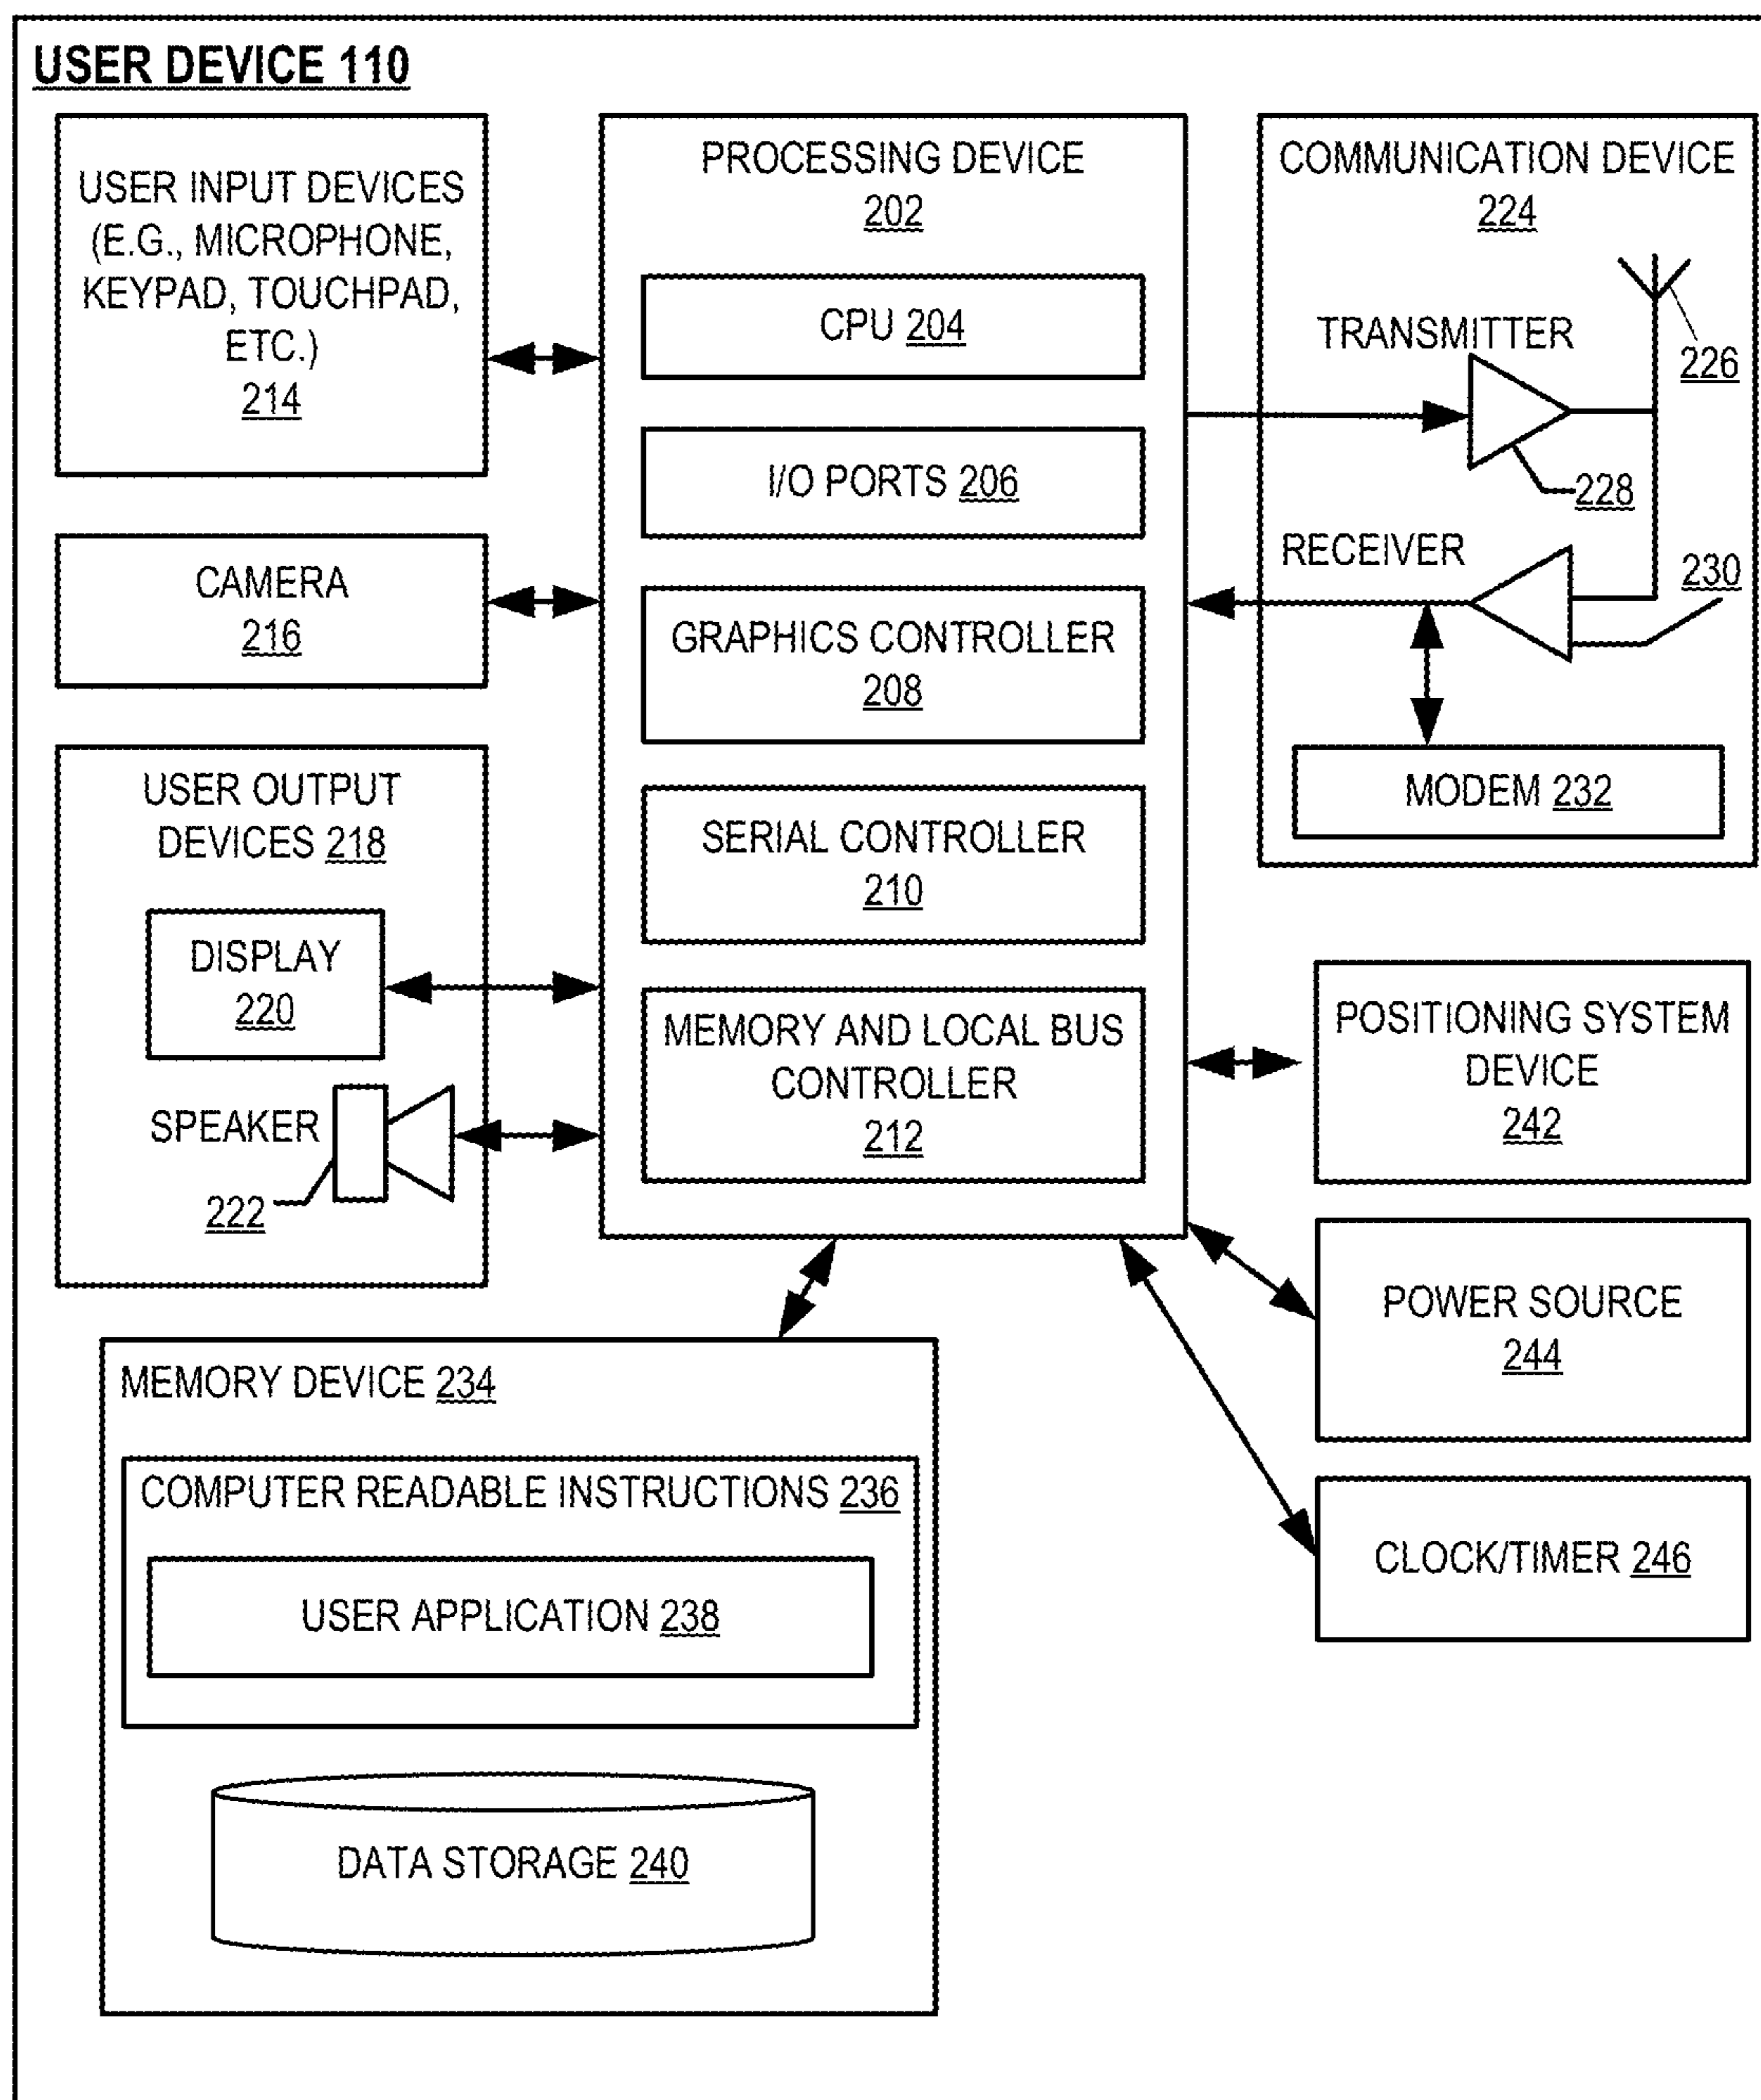 USER DEVICE 110
USER INPUT DEVICES
(E.G., MICROPHONE,
KEYPAD, TOUCHPAD,
ETC.)
214
CAMERA
216
USER OUTPUT
DEVICES 218
DISPLAY
220
SPEAKER
222
PROCESSING DEVICE
202
CPU 204
I/O PORTS 206
GRAPHICS CONTROLLER
208
SERIAL CONTROLLER
210
MEMORY AND LOCAL BUS
CONTROLLER
212
COMMUNICATION DEVICE
224
TRANSMITTER
226
228
RECEIVER
230
MODEM 232
POSITIONING SYSTEM
DEVICE
242
POWER SOURCE
244
CLOCK/TIMER 246
MEMORY DEVICE 234
COMPUTER READABLE INSTRUCTIONS 236
USER APPLICATION 238
DATA STORAGE 240